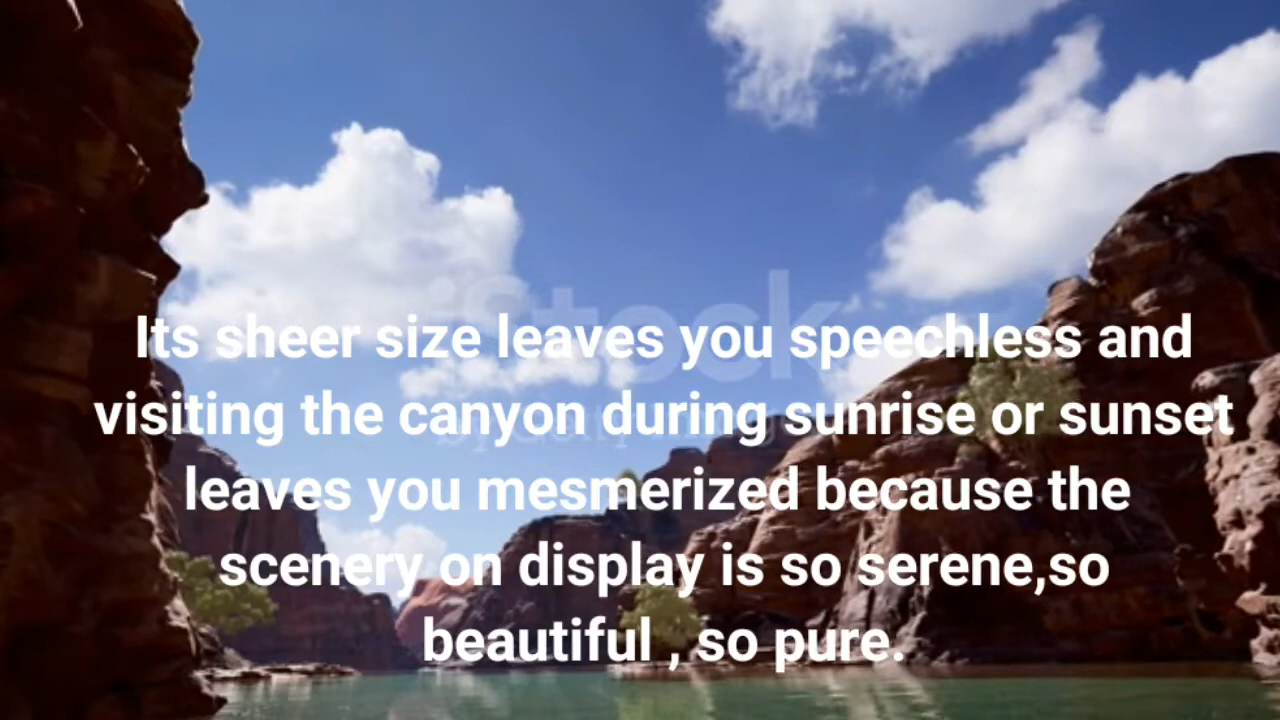 iStock
Its sheer size leaves you speechless and
visiting the canyon during sunrise or sunset
leaves you mesmerized because the
scenery on display is so serene,so
beautiful , so pure.